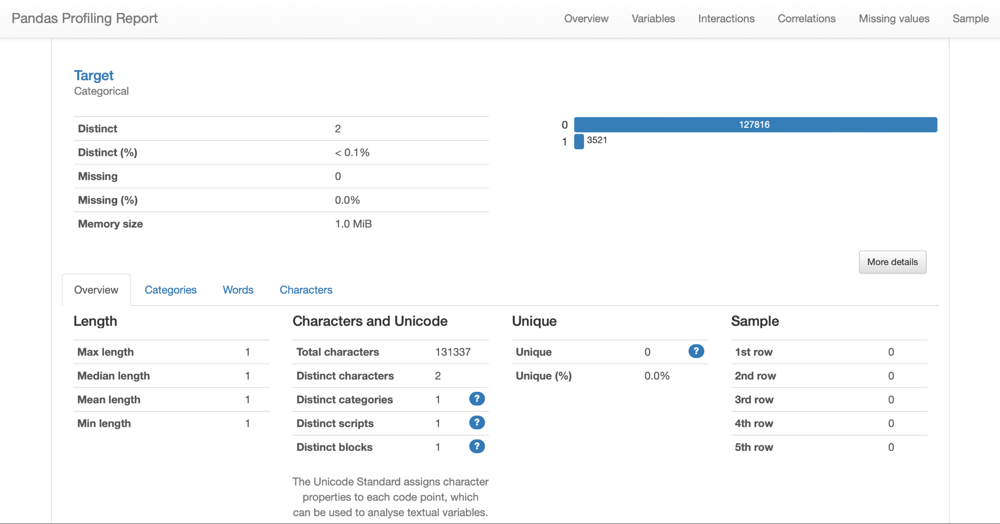 Pandas Profiling Report
Overview Variables Interactions Correlations Missing values Sample
Target
Categorical
Distinct 2
Distinct (%) < 0.1%
Missing 0
Missing (%) 0.0%
Memory size 1.0 MiB
0 127816
1 3521
More details
Overview Categories Words Characters
Length
Max length 1
Median length 1
Mean length 1
Min length 1
Characters and Unicode
Total characters 131337
Distinct characters 2
Distinct categories 1 ?
Distinct scripts 1 ?
Distinct blocks 1 ?
The Unicode Standard assigns character
properties to each code point, which
can be used to analyse textual variables.
Unique
Unique 0 ?
Unique (%) 0.0%
Sample
1st row 0
2nd row 0
3rd row 0
4th row 0
5th row 0